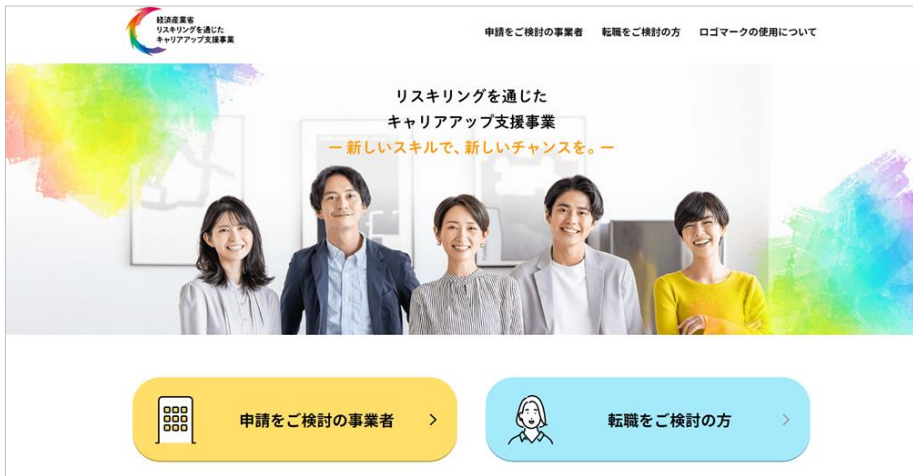 経済産業省
リスキリングを通じた
キャリアアップ支援事業
申請をご検討の事業者 転職をご検討の方 ロゴマークの使用について
リスキリングを通じた
キャリアアップ支援事業
ー 新しいスキルで、新しいチャンスを。ー
申請をご検討の事業者
転職をご検討の方